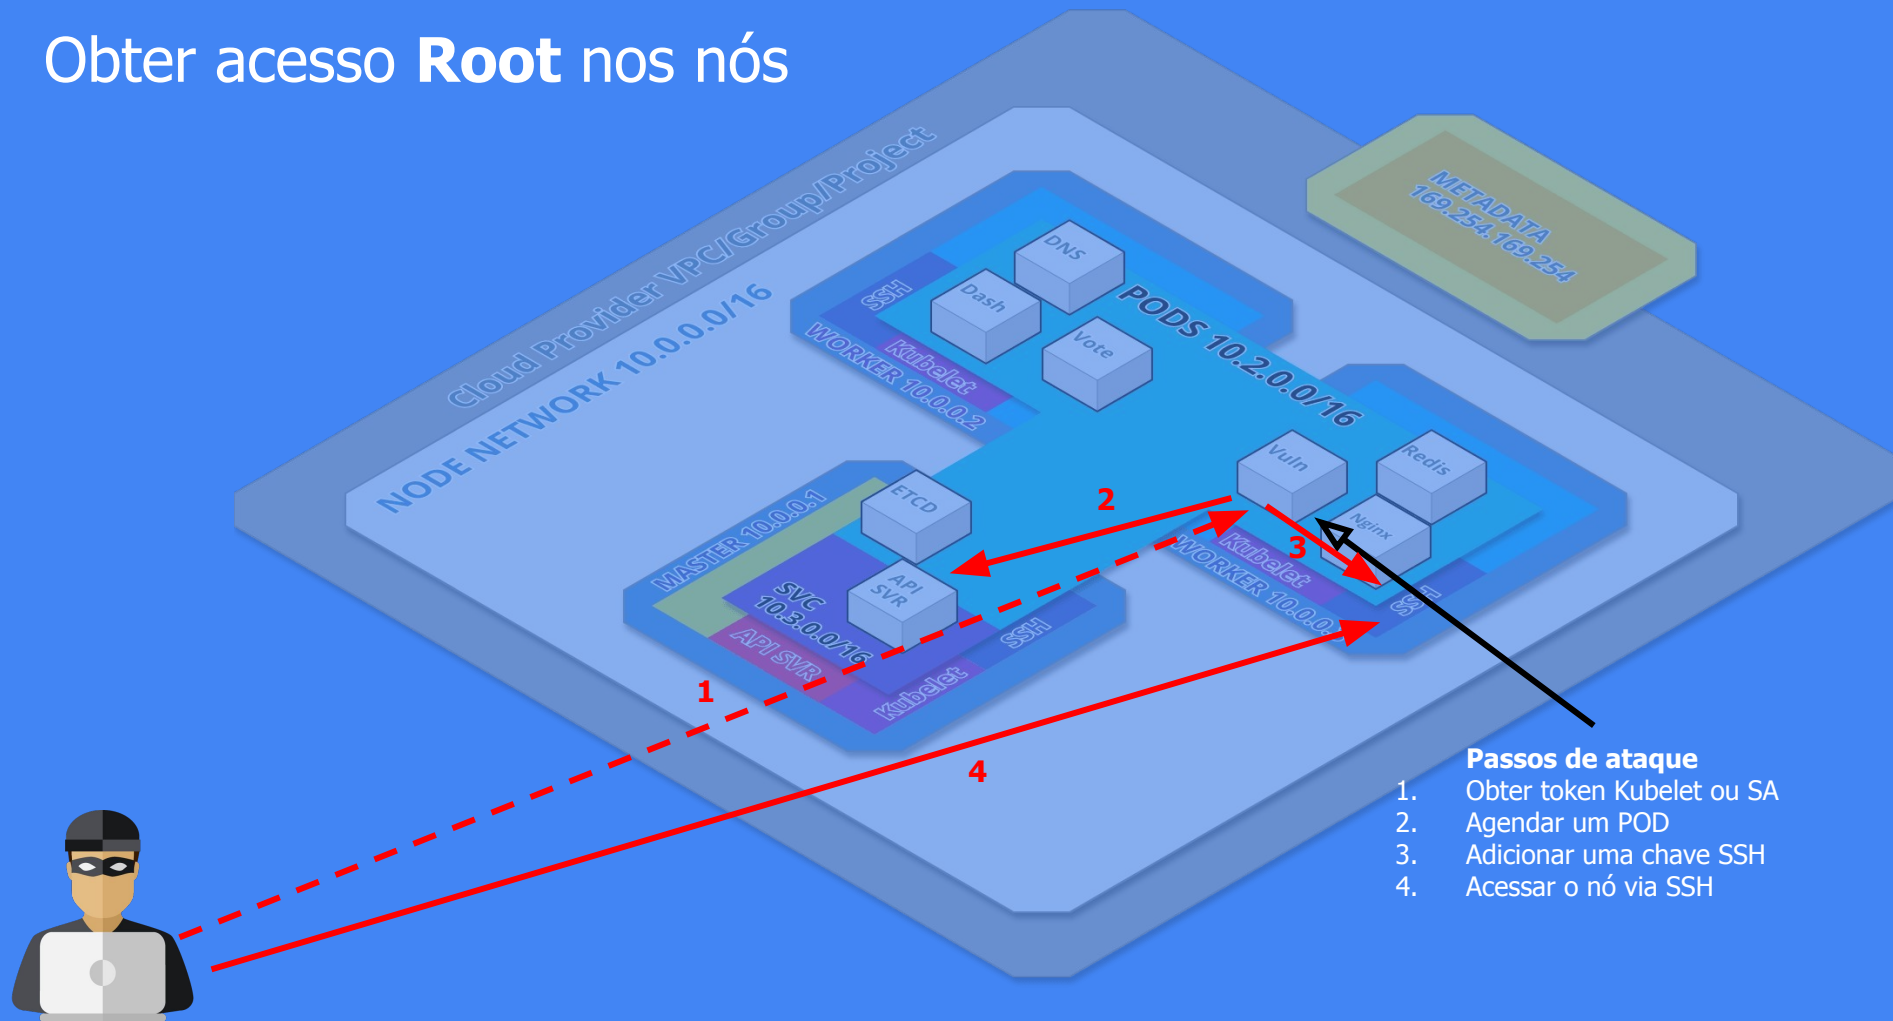 Obter acesso Root nos nós
Cloud Provider VPC/Group/Project
NODE NETWORK 10.0.0.0/16
METADATA
169.254.169.254
DNS
Dash
Vote
SSH
Kubelet
WORKER 10.0.0.2
PODS 10.2.0.0/16
Vuln
Redis
Nginx
Kubelet
WORKER 10.0.0.
ETCD
MASTER 10.0.0.1
API
SVR
SVC
10.3.0.0/16
API SVR
SSH
Kubelet
1
2
3
4
Passos de ataque
1. Obter token Kubelet ou SA
2. Agendar um POD
3. Adicionar uma chave SSH
4. Acessar o nó via SSH